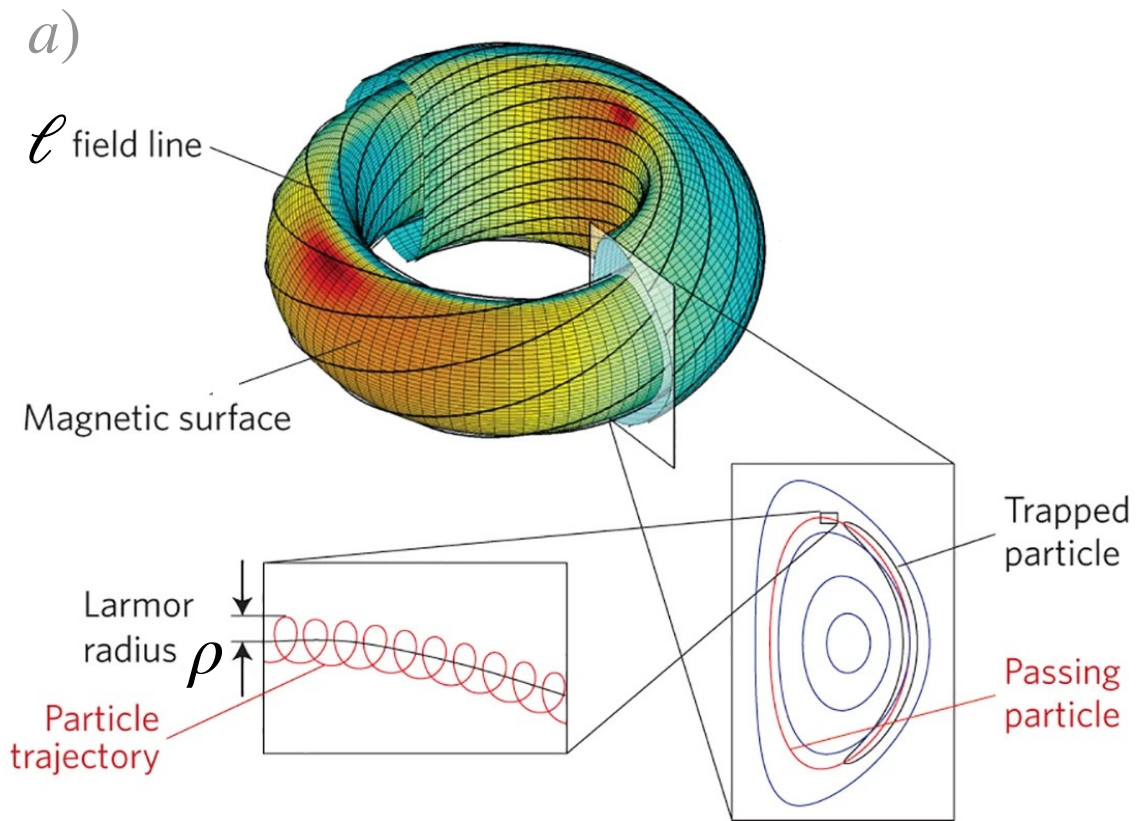 a)
ℓ field line
Magnetic surface
Trapped
particle
Larmor
radius ρ
Passing
particle
Particle
trajectory